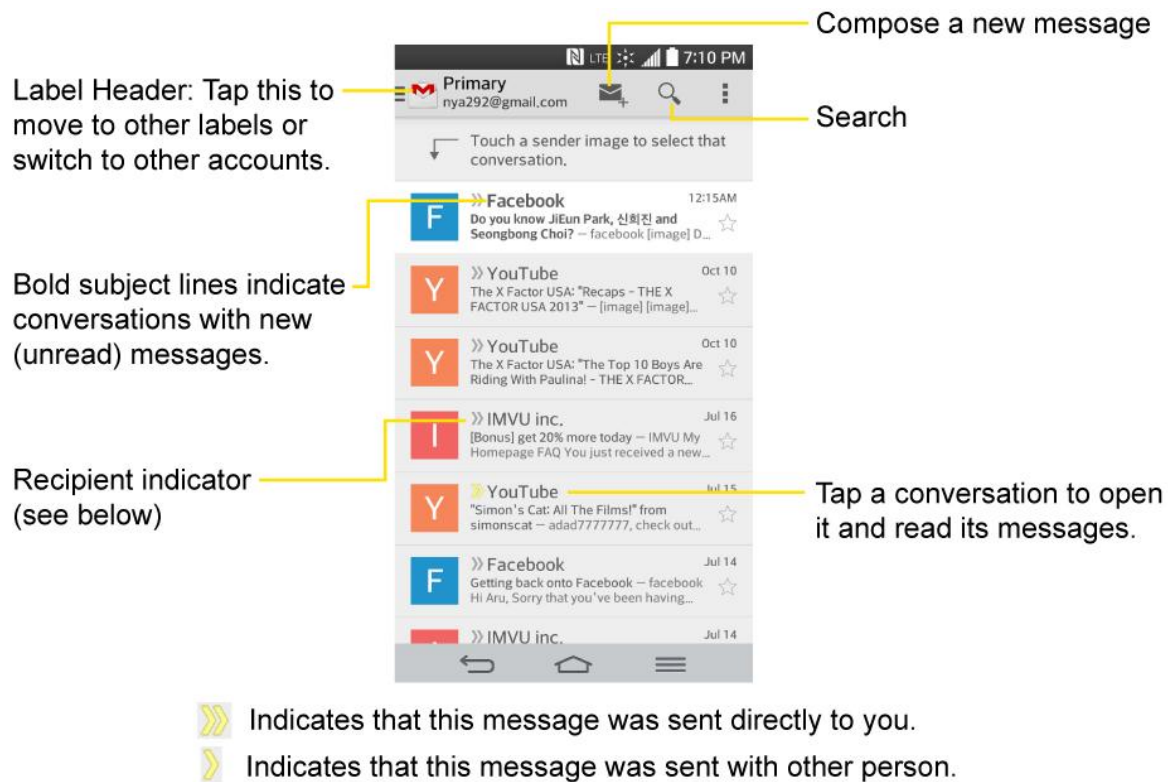 Compose a new message
LTE 7:10 PM
Label Header: Tap this to
move to other labels or
switch to other accounts.
Primary
nya292@gmail.com
Search
Touch a sender image to select that
conversation.
F
Facebook 12:15AM
Do you know JiEun Park, 신희진 and
Seongbong Choi? – facebook [image] D...
Bold subject lines indicate
conversations with new
(unread) messages.
Y
YouTube Oct 10
The X Factor USA: "Recaps - THE X
FACTOR USA 2013" – [image] [image]...
Y
YouTube Oct 10
The X Factor USA: "The Top 10 Boys Are
Riding With Paulina! - THE X FACTOR...
I
IMVU inc. Jul 16
[Bonus] get 20% more today – IMVU My
Homepage FAQ You just received a new...
Recipient indicator
(see below)
Y
YouTube Jul 15
"Simon's Cat: All The Films!" from
simonscat – adad7777777, check out...
Tap a conversation to open
it and read its messages.
F
Facebook Jul 14
Getting back onto Facebook – facebook
Hi Aru, Sorry that you've been having...
IMVU inc. Jul 14
Indicates that this message was sent directly to you.
Indicates that this message was sent with other person.